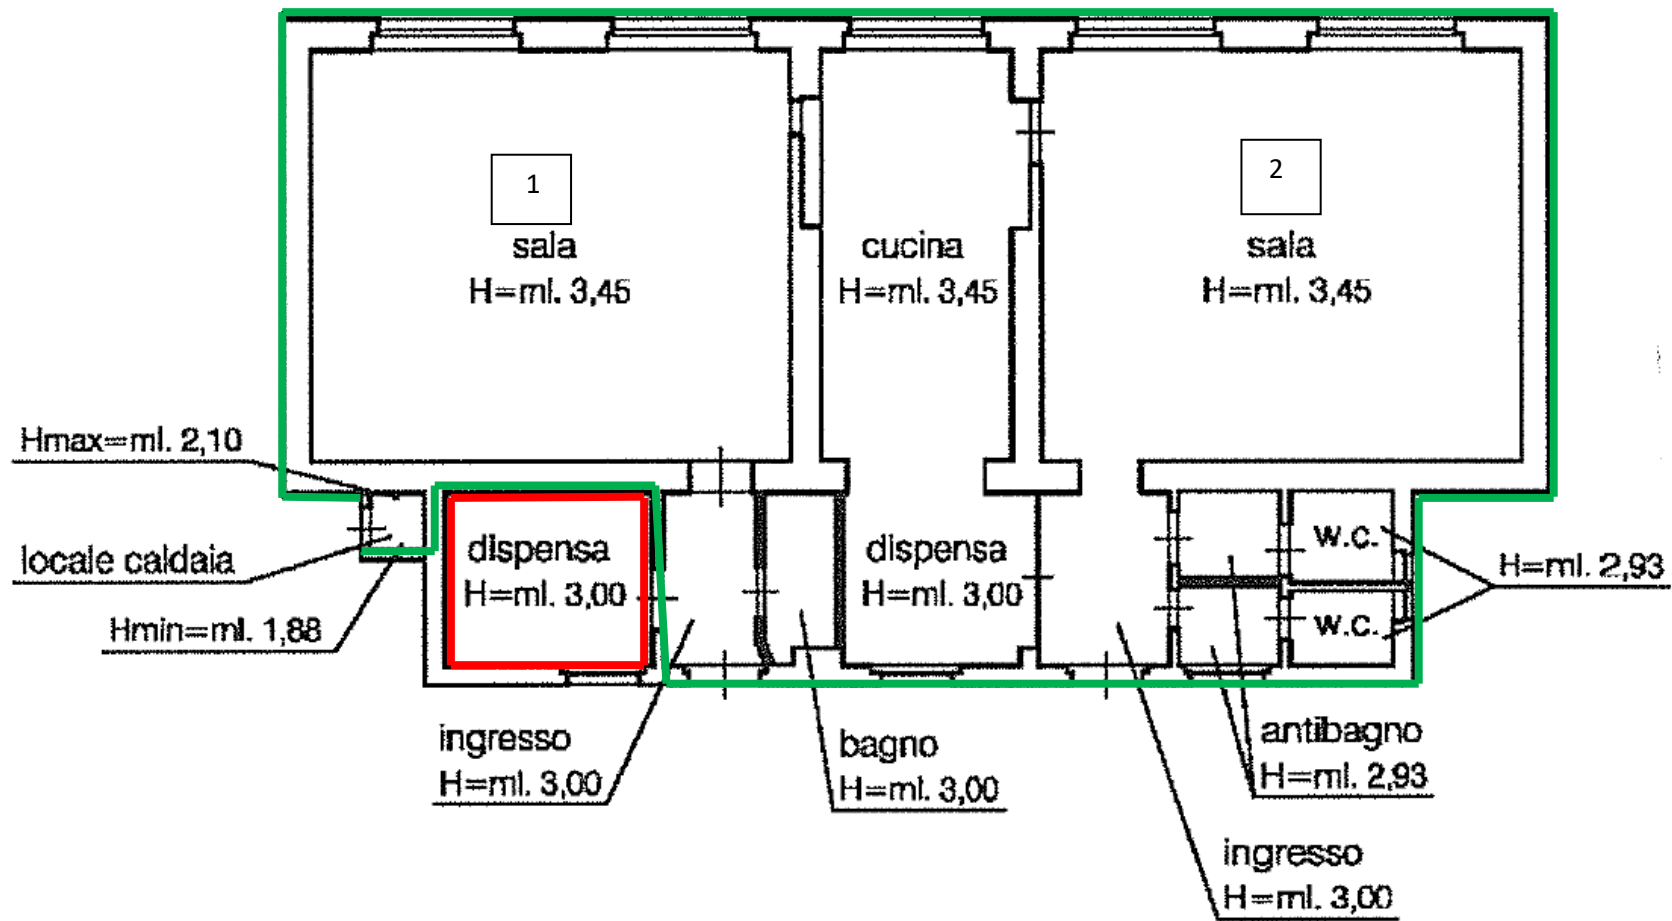 1
2
sala
H=ml. 3,45
cucina
H=ml. 3,45
sala
H=ml. 3,45
Hmax=ml. 2,10
locale caldaia
Hmin=ml. 1,88
dispensa
H=ml. 3,00
dispensa
H=ml. 3,00
w.c.
w.c.
H=ml. 2,93
ingresso
H=ml. 3,00
bagno
H=ml. 3,00
antibagno
H=ml. 2,93
ingresso
H=ml. 3,00